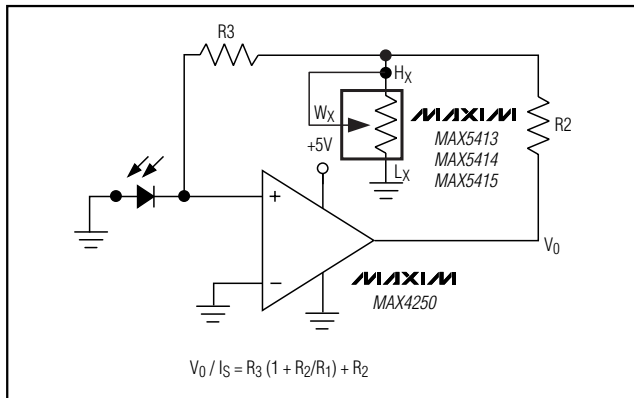 R3
HX
WX
MAXIM
MAX5413
MAX5414
MAX5415
R2
+5V
LX
+
−
V0
MAXIM
MAX4250
V0 / IS = R3 (1 + R2/R1) + R2